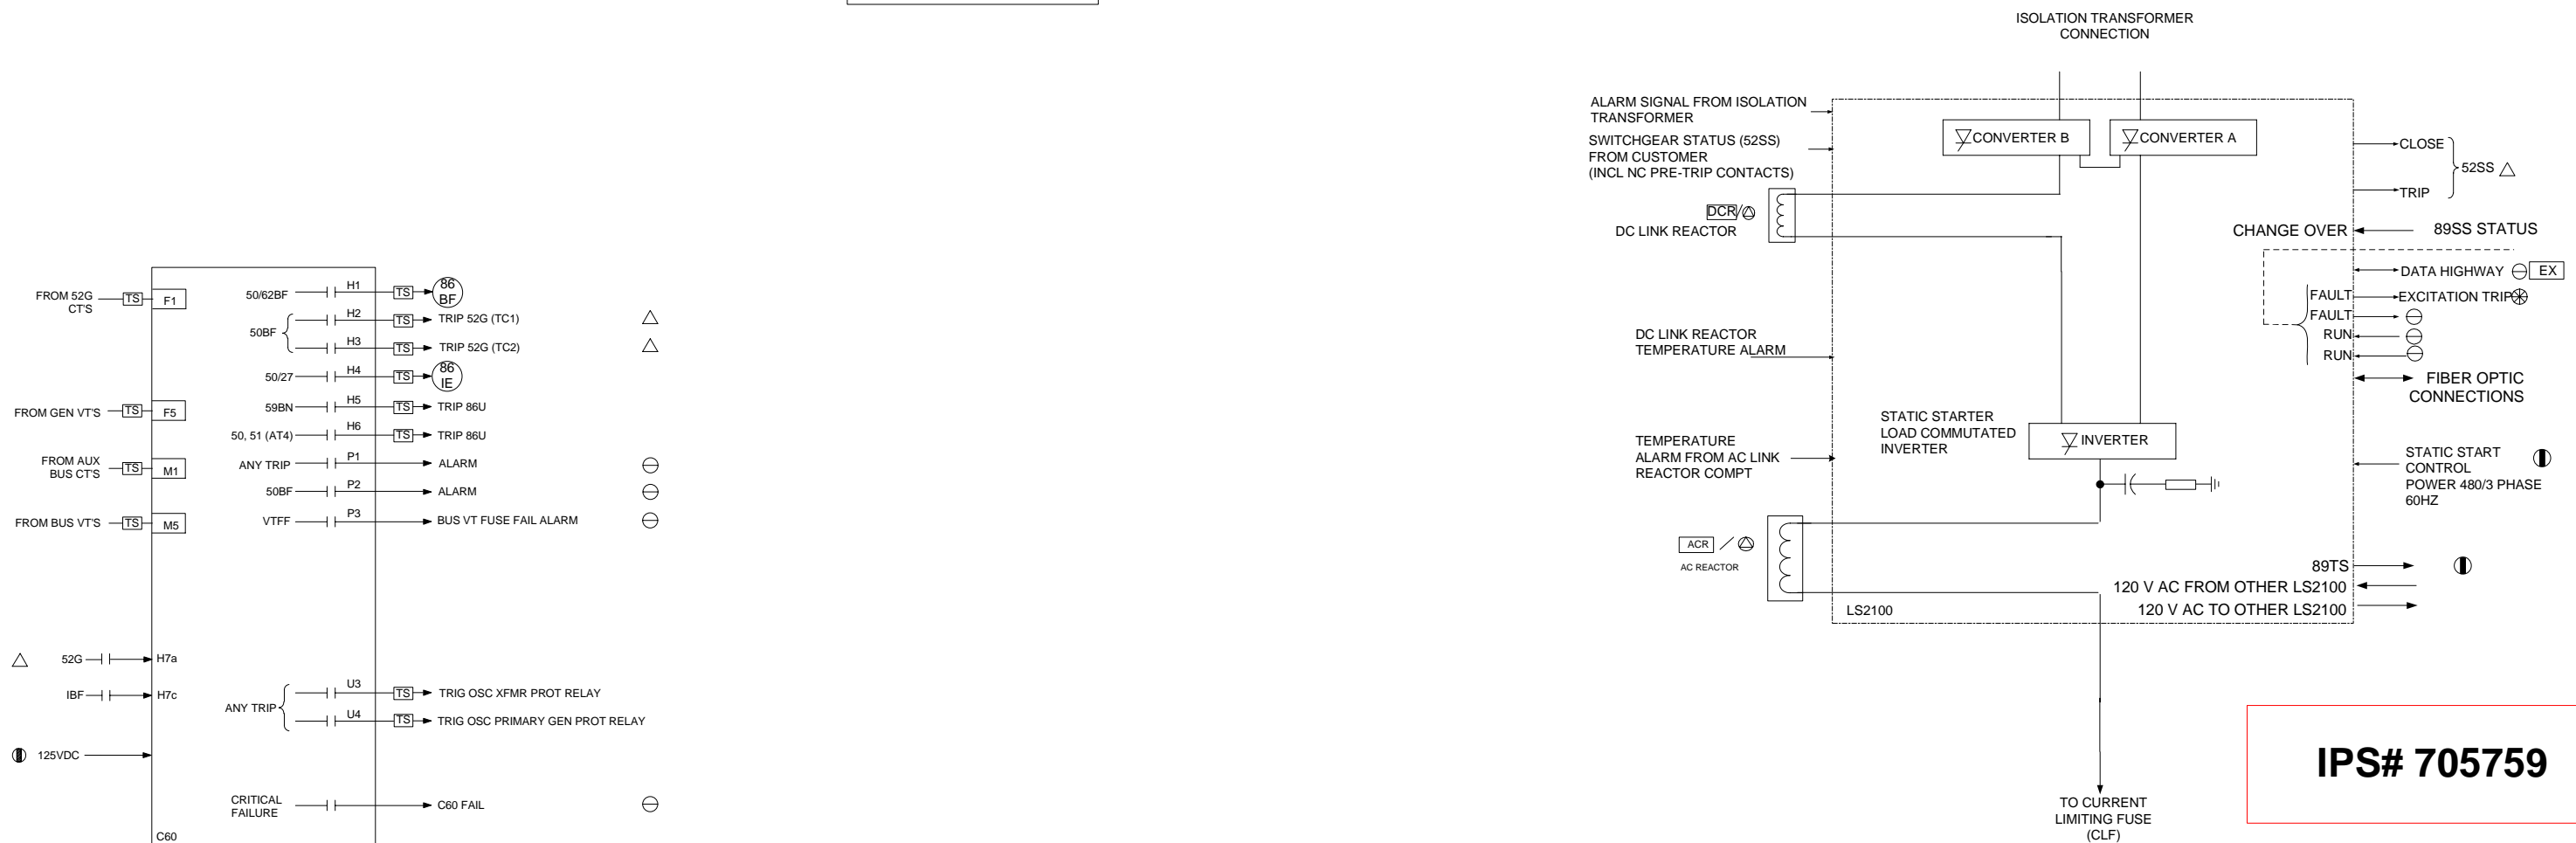 FROM 52G
CT'S
TS
F1
50/62BF
H1
TS
86
BF
50BF
H2
TS
TRIP 52G (TC1)
H3
TS
TRIP 52G (TC2)
50/27
H4
TS
86
IE
FROM GEN VT'S
TS
F5
59BN
H5
TS
TRIP 86U
50, 51 (AT4)
H6
TS
TRIP 86U
FROM AUX
BUS CT'S
TS
M1
ANY TRIP
P1
ALARM
50BF
P2
ALARM
FROM BUS VT'S
TS
M5
VTFF
P3
BUS VT FUSE FAIL ALARM
52G
H7a
IBF
H7c
ANY TRIP
U3
TS
TRIG OSC XFMR PROT RELAY
U4
TS
TRIG OSC PRIMARY GEN PROT RELAY
125VDC
CRITICAL
FAILURE
C60 FAIL
C60
ISOLATION TRANSFORMER
CONNECTION
ALARM SIGNAL FROM ISOLATION
TRANSFORMER
SWITCHGEAR STATUS (52SS)
FROM CUSTOMER
(INCL NC PRE-TRIP CONTACTS)
CONVERTER B
CONVERTER A
CLOSE
52SS
TRIP
DCR/
DC LINK REACTOR
CHANGE OVER
89SS STATUS
DATA HIGHWAY
EX
FAULT
EXCITATION TRIP
FAULT
RUN
RUN
DC LINK REACTOR
TEMPERATURE ALARM
FIBER OPTIC
CONNECTIONS
STATIC STARTER
LOAD COMMUTATED
INVERTER
INVERTER
TEMPERATURE
ALARM FROM AC LINK
REACTOR COMPT
STATIC START
CONTROL
POWER 480/3 PHASE
60HZ
ACR /
AC REACTOR
89TS
120 V AC FROM OTHER LS2100
120 V AC TO OTHER LS2100
LS2100
IPS# 705759
TO CURRENT
LIMITING FUSE
(CLF)